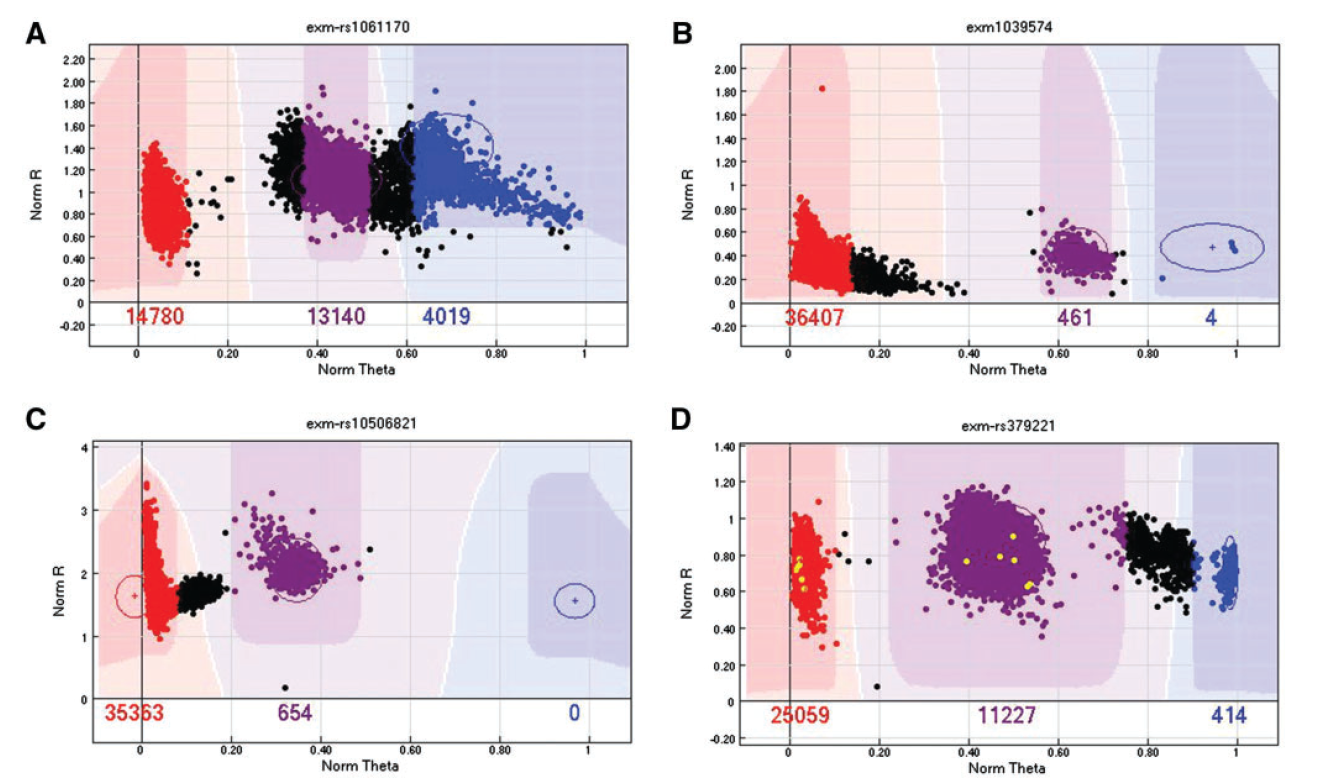 A
exm-rs1061170
2.20
2.00
1.80
1.60
1.40
1.20
1
0.80
0.60
0.40
0.20
0
-0.20
Norm R
14780 13140 4019
0 0.20 0.40 0.60 0.80 1
Norm Theta
B
exm1039574
2.00
1.80
1.60
1.40
1.20
1
0.80
0.60
0.40
0.20
0
-0.20
Norm R
36407 461 4
0 0.20 0.40 0.60 0.80 1
Norm Theta
C
exm-rs10506821
4
3
2
1
0
Norm R
35363 654 0
0 0.20 0.40 0.60 0.80 1
Norm Theta
D
exm-rs379221
1.40
1.20
1
0.80
0.60
0.40
0.20
0
-0.20
Norm R
25059 11227 414
0 0.20 0.40 0.60 0.80 1
Norm Theta